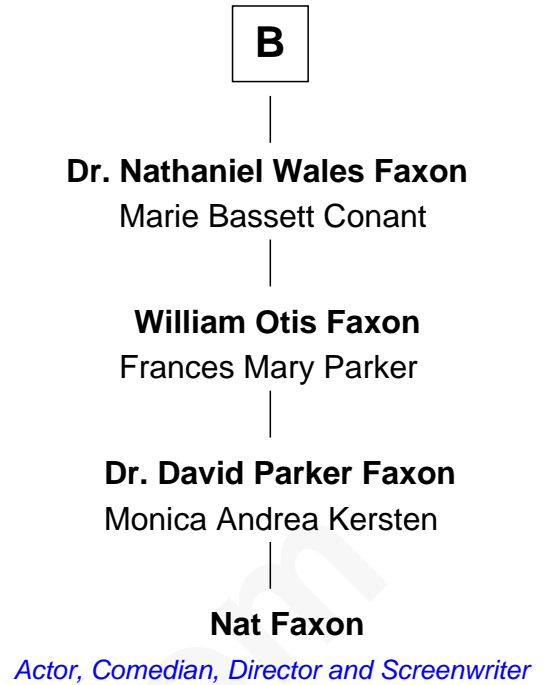 B
Dr. Nathaniel Wales Faxon
Marie Bassett Conant
William Otis Faxon
Frances Mary Parker
Dr. David Parker Faxon
Monica Andrea Kersten
Nat Faxon
Actor, Comedian, Director and Screenwriter